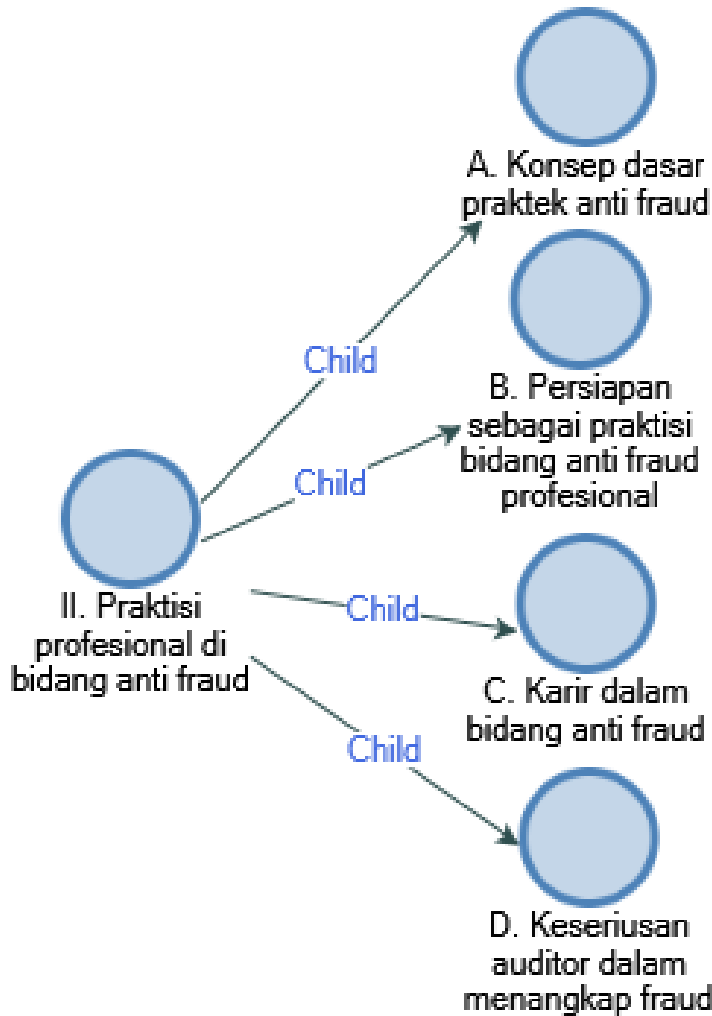 A. Konsep dasar
praktek anti fraud
Child
B. Persiapan
sebagai praktisi
bidang anti fraud
profesional
Child
II. Praktisi
profesional di
bidang anti fraud
Child
C. Karir dalam
bidang anti fraud
Child
D. Keseriusan
auditor dalam
menangkap fraud